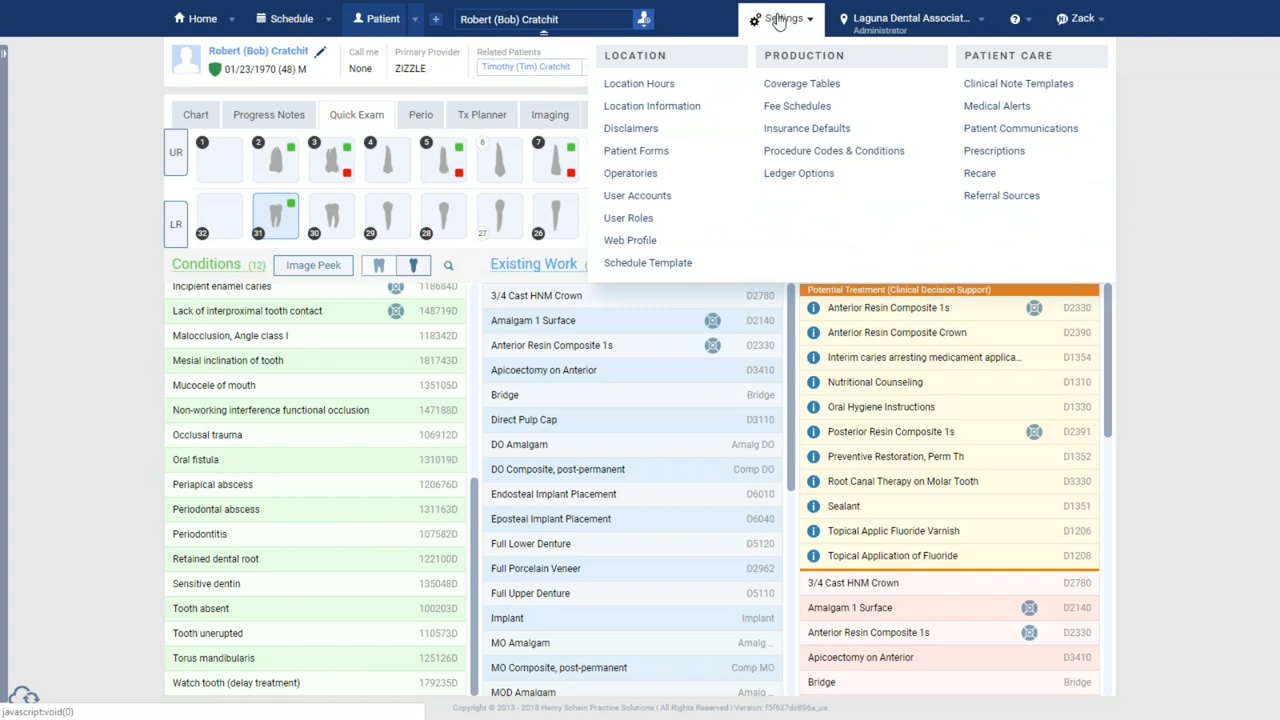 Home Schedule Patient + Robert (Bob) Cratchit Settings Laguna Dental Associat... ? Zack
Administrator
Robert (Bob) Cratchit
01/23/1970 (48) M
Call me
None
Primary Provider
ZIZZLE
Related Patients
Timothy (Tim) Cratchit
LOCATION
Location Hours
Location Information
Disclaimers
Patient Forms
Operatories
User Accounts
User Roles
Web Profile
Schedule Template
PRODUCTION
Coverage Tables
Fee Schedules
Insurance Defaults
Procedure Codes & Conditions
Ledger Options
PATIENT CARE
Clinical Note Templates
Medical Alerts
Patient Communications
Prescriptions
Recare
Referral Sources
Chart Progress Notes Quick Exam Perio Tx Planner Imaging
UR 1 2 3 4 5 6 7
LR 32 31 30 29 28 27 26
Conditions (12) Image Peek
Incipient enamel caries 118684D
Lack of interproximal tooth contact 148719D
Malocclusion, Angle class I 118342D
Mesial inclination of tooth 181743D
Mucocele of mouth 135105D
Non-working interference functional occlusion 147188D
Occlusal trauma 106912D
Oral fistula 131019D
Periapical abscess 120676D
Periodontal abscess 131163D
Periodontitis 107582D
Retained dental root 122100D
Sensitive dentin 135048D
Tooth absent 100203D
Tooth unerupted 110573D
Torus mandibularis 125126D
Watch tooth (delay treatment) 179235D
Existing Work (
3/4 Cast HNM Crown D2780
Amalgam 1 Surface D2140
Anterior Resin Composite 1s D2330
Apicoectomy on Anterior D3410
Bridge Bridge
Direct Pulp Cap D3110
DO Amalgam Amalg DO
DO Composite, post-permanent Comp DO
Endosteal Implant Placement D6010
Eposteal Implant Placement D6040
Full Lower Denture D5120
Full Porcelain Veneer D2962
Full Upper Denture D5110
Implant Implant
MO Amalgam Amalg ...
MO Composite, post-permanent Comp MO
MOD Amalgam Amalg ...
Potential Treatment (Clinical Decision Support)
Anterior Resin Composite 1s D2330
Anterior Resin Composite Crown D2390
Interim caries arresting medicament applica... D1354
Nutritional Counseling D1310
Oral Hygiene Instructions D1330
Posterior Resin Composite 1s D2391
Preventive Restoration, Perm Th D1352
Root Canal Therapy on Molar Tooth D3330
Sealant D1351
Topical Applic Fluoride Varnish D1206
Topical Application of Fluoride D1208
3/4 Cast HNM Crown D2780
Amalgam 1 Surface D2140
Anterior Resin Composite 1s D2330
Apicoectomy on Anterior D3410
Bridge Bridge
javascript:void(0)
Copyright © 2013 - 2018 Henry Schein Practice Solutions | All Rights Reserved | Version: f5f627dc896a_ua